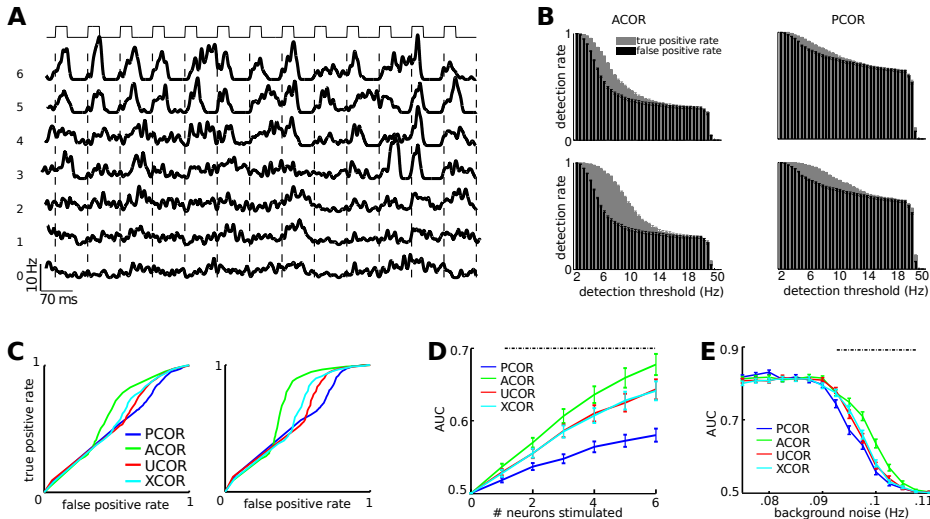 A
6
5
4
3
2
1
0
10 Hz
70 ms
B
ACOR
PCOR
true positive rate
false positive rate
1
detection rate
0
1
0
1
detection rate
0
2 6 10 14 18 50
detection threshold (Hz)
1
0
2 6 10 14 18 50
detection threshold (Hz)
C
1
true positive rate
0
PCOR
ACOR
UCOR
XCOR
false positive rate
1
1
0
false positive rate
1
D
0.7
PCOR
ACOR
UCOR
XCOR
AUC
0.6
0.5
0 2 4 6
# neurons stimulated
E
0.9
AUC
0.7
PCOR
ACOR
UCOR
XCOR
0.5
.08 .09 .1 .11
background noise (Hz)